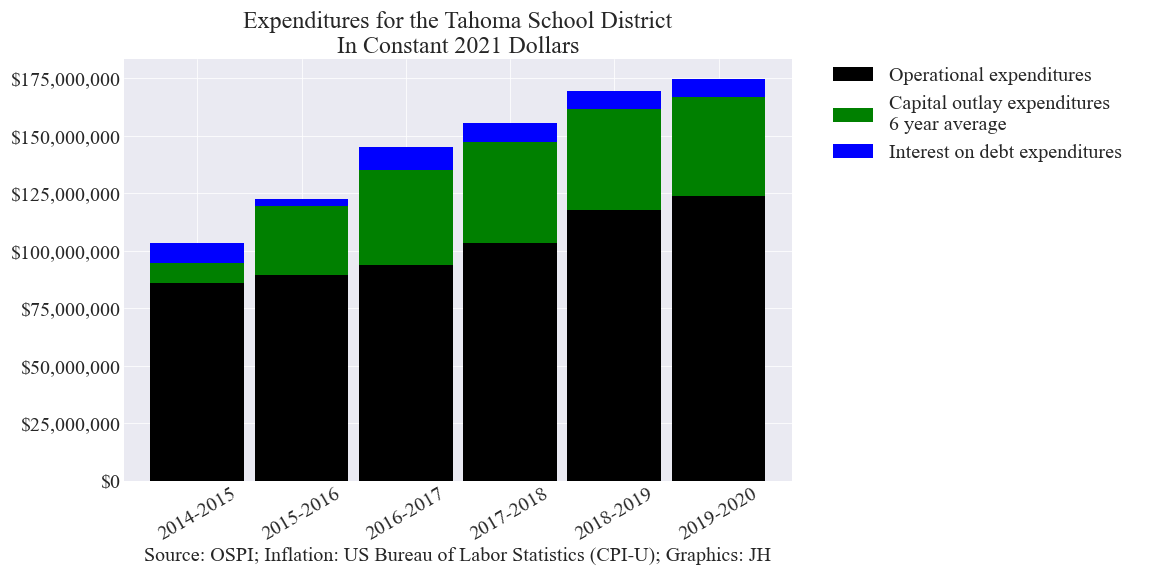 Expenditures for the Tahoma School District
In Constant 2021 Dollars
$175,000,000
$150,000,000
$125,000,000
$100,000,000
$75,000,000
$50,000,000
$25,000,000
$0
2014-2015
2015-2016
2016-2017
2017-2018
2018-2019
2019-2020
Source: OSPI; Inflation: US Bureau of Labor Statistics (CPI-U); Graphics: JH
Operational expenditures
Capital outlay expenditures
6 year average
Interest on debt expenditures